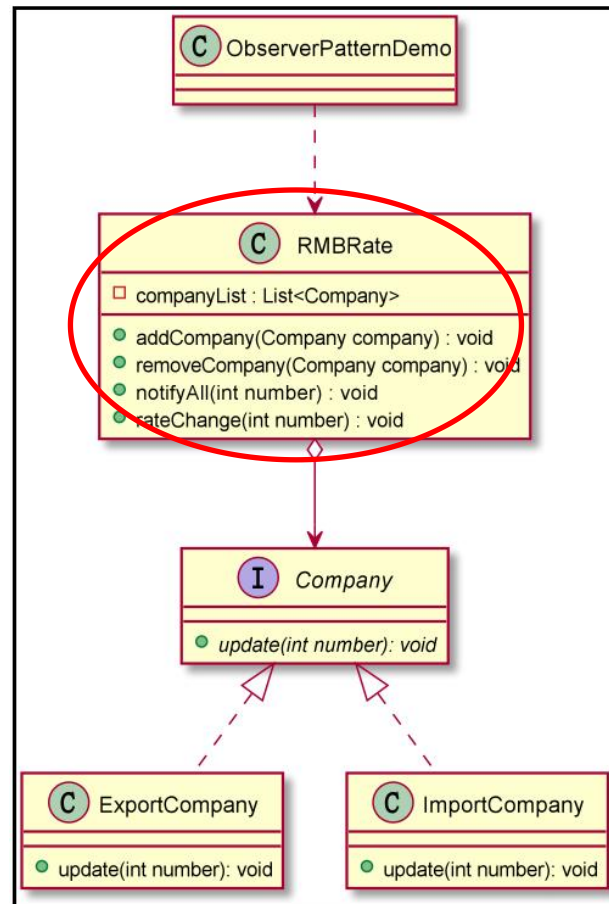 C ObserverPatternDemo
C RMBRate
companyList : List<Company>
addCompany(Company company) : void
removeCompany(Company company) : void
notifyAll(int number) : void
rateChange(int number) : void
I Company
update(int number): void
C ExportCompany
update(int number): void
C ImportCompany
update(int number): void